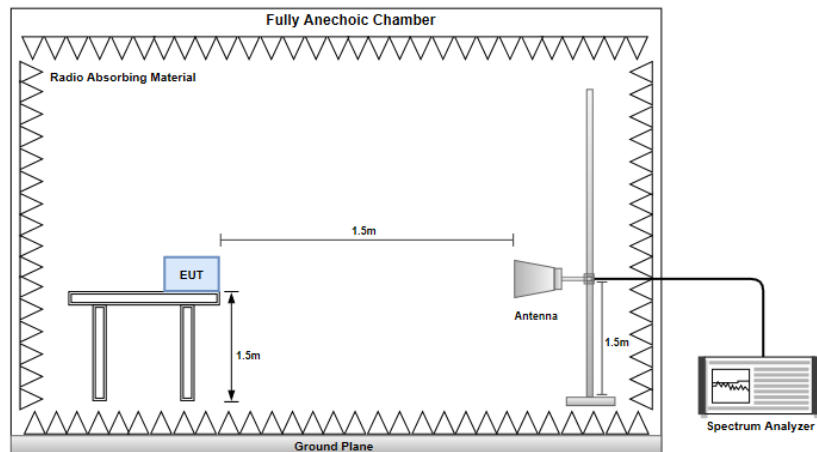 Fully Anechoic Chamber
Radio Absorbing Material
1.5m
EUT
Antenna
1.5m
1.5m
Spectrum Analyzer
Ground Plane